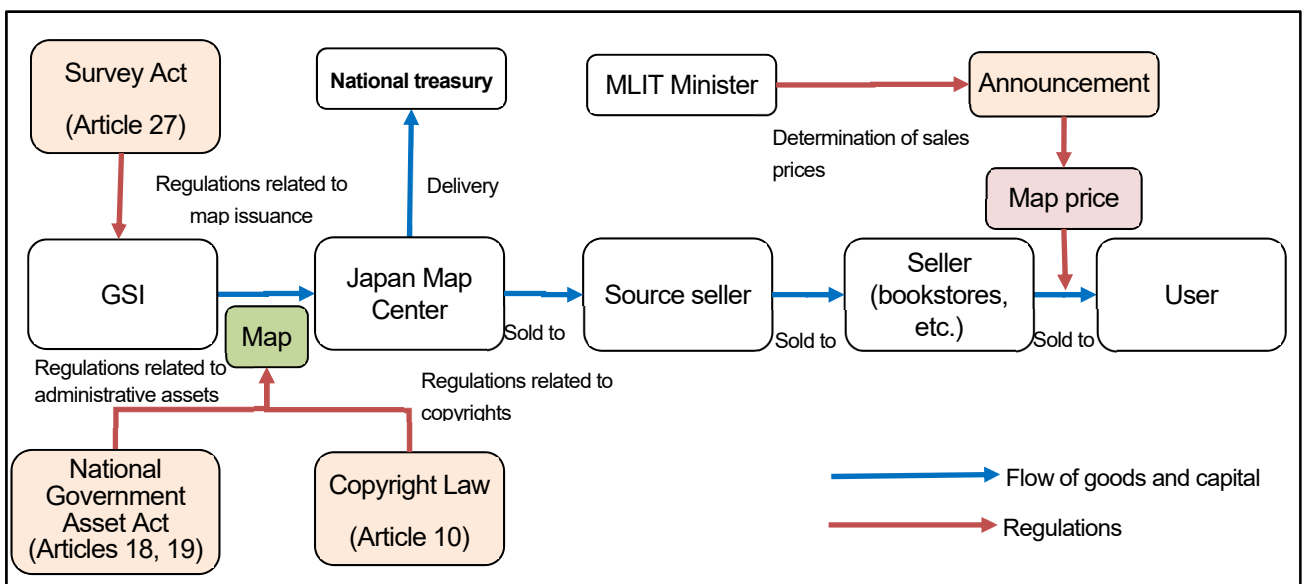 Survey Act
(Article 27)
National treasury
MLIT Minister
Announcement
Determination of sales
prices
Regulations related to
map issuance
Delivery
Map price
GSI
Japan Map
Center
Source seller
Seller
(bookstores,
etc.)
User
Map
Sold to
Sold to
Sold to
Regulations related to
administrative assets
Regulations related to
copyrights
National
Government
Asset Act
(Articles 18, 19)
Copyright Law
(Article 10)
Flow of goods and capital
Regulations